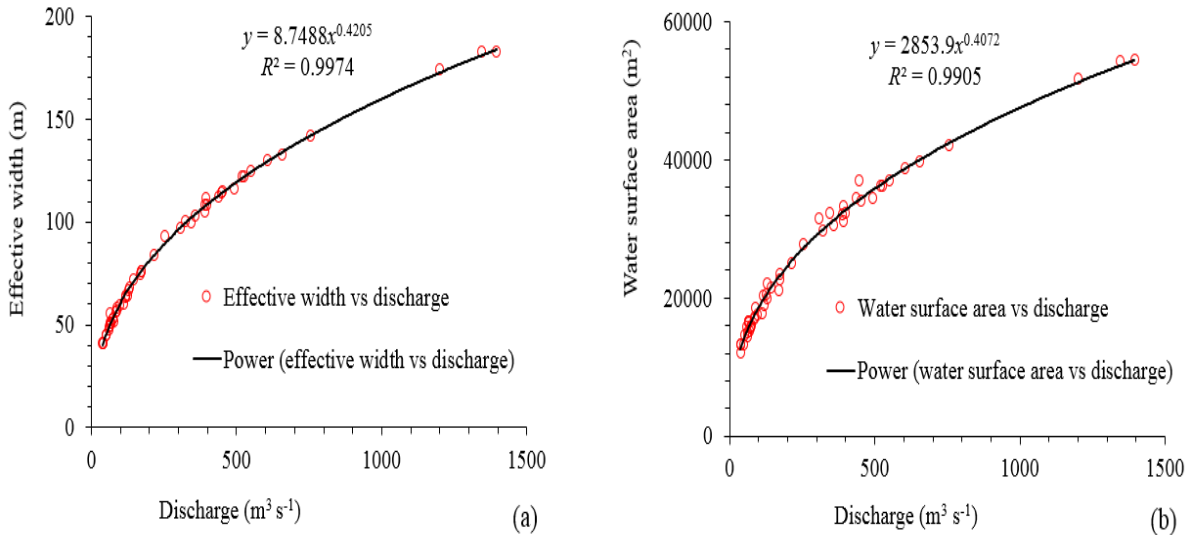 200
150
100
50
0
Effective width (m)
y = 8.7488x^0.4205
R² = 0.9974
Effective width vs discharge
Power (effective width vs discharge)
0 500 1000 1500
Discharge (m³ s⁻¹)
(a)
60000
40000
20000
0
Water surface area (m²)
y = 2853.9x^0.4072
R² = 0.9905
Water surface area vs discharge
Power (water surface area vs discharge)
0 500 1000 1500
Discharge (m³ s⁻¹)
(b)